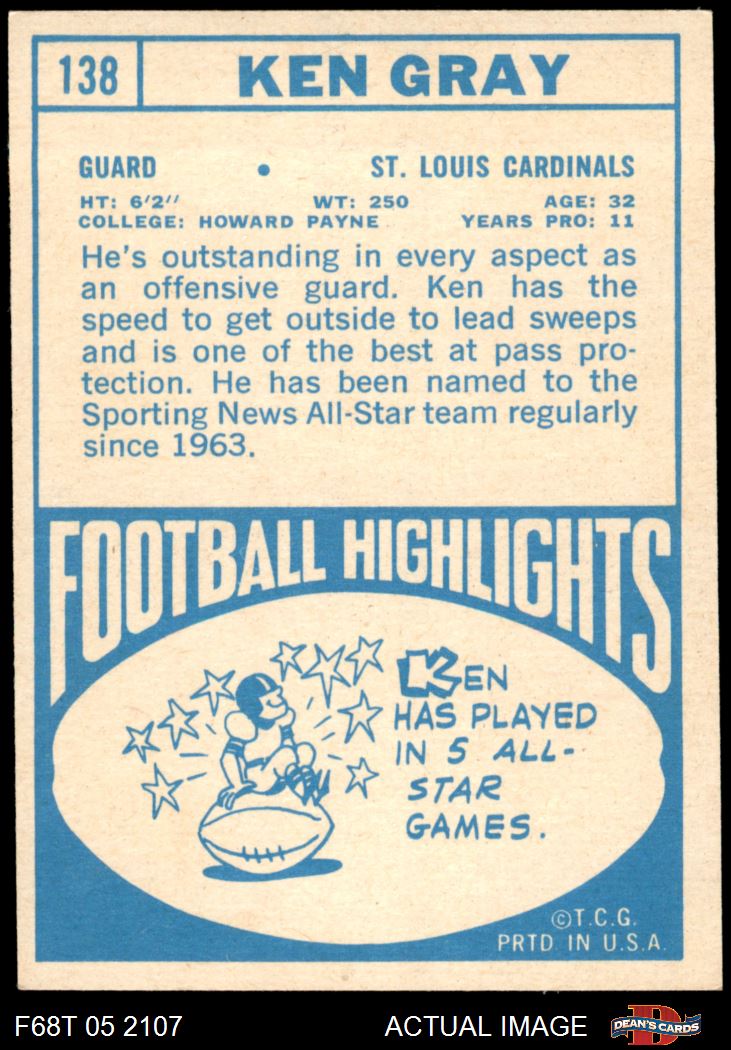 138 KEN GRAY
GUARD • ST. LOUIS CARDINALS
HT: 6'2" WT: 250 AGE: 32
COLLEGE: HOWARD PAYNE YEARS PRO: 11
He's outstanding in every aspect as
an offensive guard. Ken has the
speed to get outside to lead sweeps
and is one of the best at pass pro-
tection. He has been named to the
Sporting News All-Star team regularly
since 1963.
FOOTBALL HIGHLIGHTS
KEN
HAS PLAYED
IN 5 ALL-
STAR
GAMES.
©T.C.G.
PRTD. IN U.S.A.
F68T 05 2107 ACTUAL IMAGE D DEAN'S CARDS